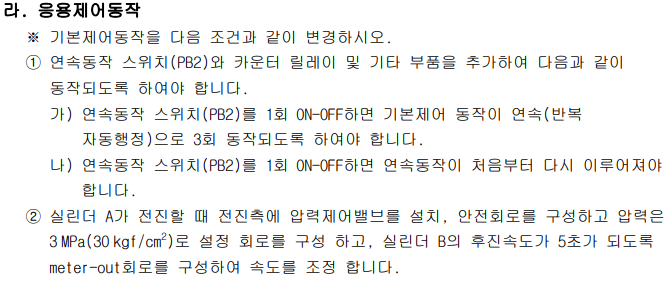 라. 응용제어동작
※ 기본제어동작을 다음 조건과 같이 변경하시오.
① 연속동작 스위치(PB2)와 카운터 릴레이 및 기타 부품을 추가하여 다음과 같이
동작되도록 하여야 합니다.
가) 연속동작 스위치(PB2)를 1회 ON-OFF하면 기본제어 동작이 연속(반복
자동행정)으로 3회 동작되도록 하여야 합니다.
나) 연속동작 스위치(PB2)를 1회 ON-OFF하면 연속동작이 처음부터 다시 이루어져야
합니다.
② 실린더 A가 전진할 때 전진측에 압력제어밸브를 설치, 안전회로를 구성하고 압력은
3 MPa(30 kgf/cm²)로 설정 회로를 구성 하고, 실린더 B의 후진속도가 5초가 되도록
meter-out회로를 구성하여 속도를 조정 합니다.